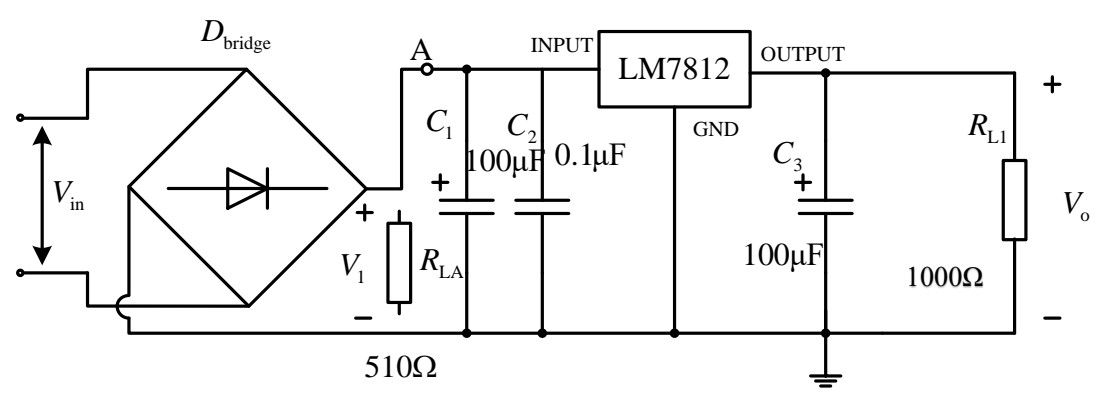 D_bridge
A
INPUT
LM7812
OUTPUT
GND
C_1
100μF
C_2
0.1μF
C_3
100μF
R_L1
1000Ω
V_in
V_1
R_LA
510Ω
V_o
+
−
+
−
+
+